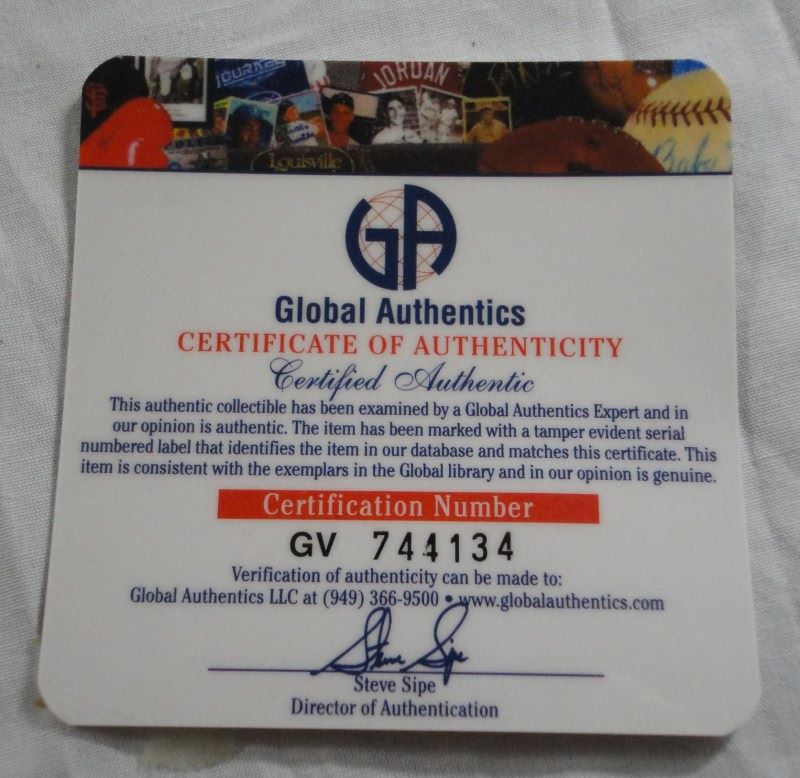 JOURNEY
JORDAN
Louisville
Babe
GA
Global Authentics
CERTIFICATE OF AUTHENTICITY
Certified Authentic
This authentic collectible has been examined by a Global Authentics Expert and in
our opinion is authentic. The item has been marked with a tamper evident serial
numbered label that identifies the item in our database and matches this certificate. This
item is consistent with the exemplars in the Global library and in our opinion is genuine.
Certification Number
GV 744134
Verification of authenticity can be made to:
Global Authentics LLC at (949) 366-9500 • www.globalauthentics.com
Steve Sipe
Steve Sipe
Director of Authentication